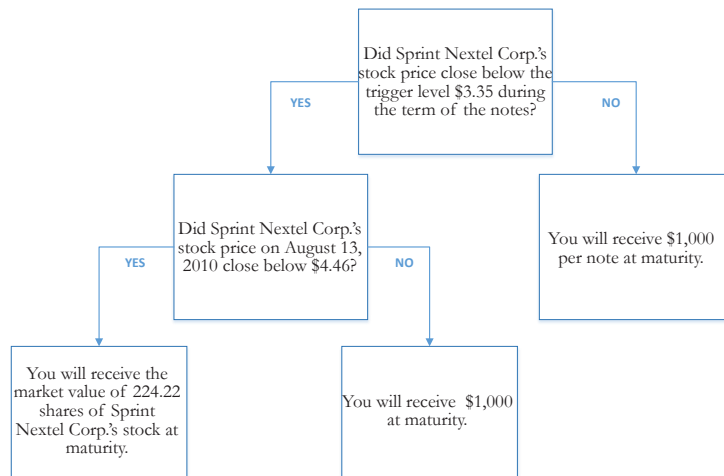 Did Sprint Nextel Corp.'s
stock price close below the
trigger level $3.35 during
the term of the notes?
YES
NO
Did Sprint Nextel Corp.'s
stock price on August 13,
2010 close below $4.46?
You will receive $1,000
per note at maturity.
YES
NO
You will receive the
market value of 224.22
shares of Sprint
Nextel Corp.'s stock at
maturity.
You will receive $1,000
at maturity.